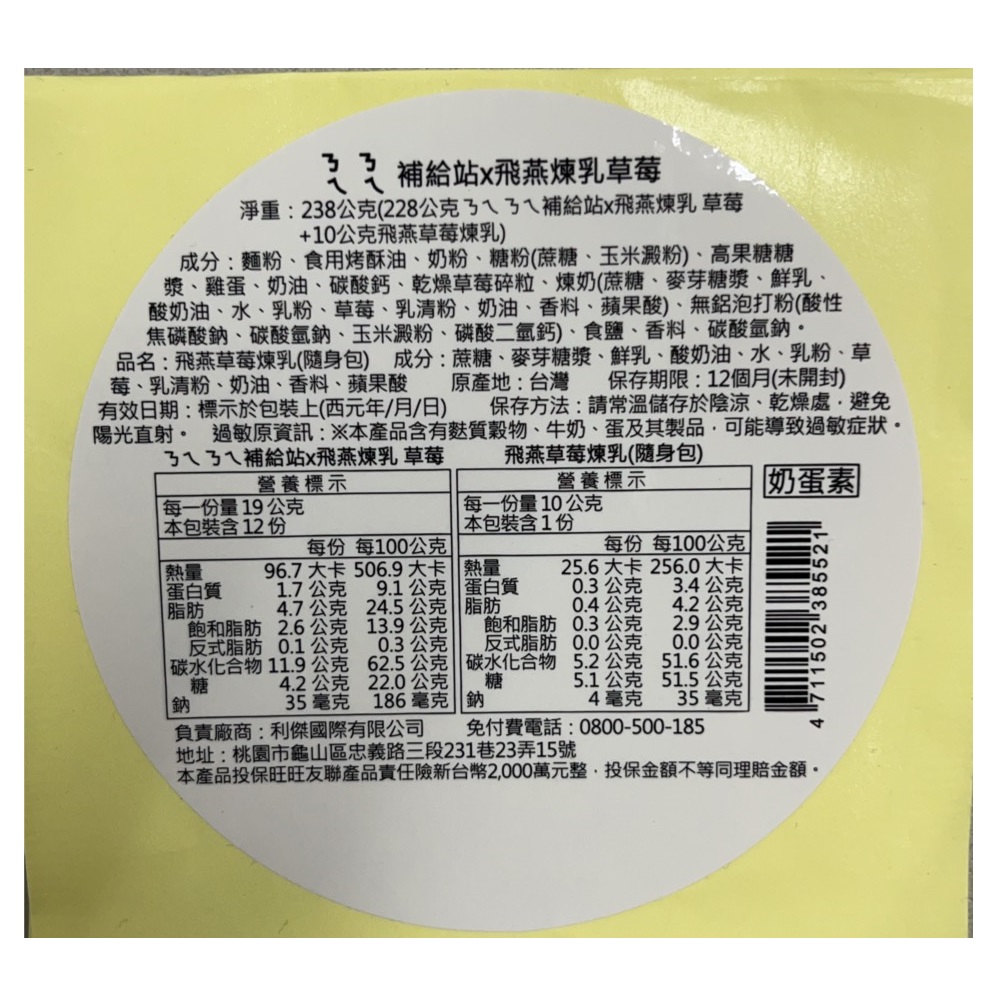 ㄋㄟ ㄋㄟ 補給站x飛燕煉乳草莓
淨重：238公克(228公克ㄋㄟㄋㄟ補給站x飛燕煉乳 草莓
+10公克飛燕草莓煉乳)
成分：麵粉、食用烤酥油、奶粉、糖粉(蔗糖、玉米澱粉)、高果糖糖
漿、雞蛋、奶油、碳酸鈣、乾燥草莓碎粒、煉奶(蔗糖、麥芽糖漿、鮮乳、
酸奶油、水、乳粉、草莓、乳清粉、奶油、香料、蘋果酸)、無鋁泡打粉(酸性
焦磷酸鈉、碳酸氫鈉、玉米澱粉、磷酸二氫鈣)、食鹽、香料、碳酸氫鈉。
品名：飛燕草莓煉乳(隨身包) 成分：蔗糖、麥芽糖漿、鮮乳、酸奶油、水、乳粉、草
莓、乳清粉、奶油、香料、蘋果酸 原產地：台灣 保存期限：12個月(未開封)
有效日期：標示於包裝上(西元年/月/日) 保存方法：請常溫儲存於陰涼、乾燥處，避免
陽光直射。 過敏原資訊：※本產品含有麩質穀物、牛奶、蛋及其製品，可能導致過敏症狀。
ㄋㄟㄋㄟ補給站x飛燕煉乳 草莓
營養標示
每一份量 19 公克
本包裝含 12 份
每份 每100公克
熱量 96.7 大卡 506.9 大卡
蛋白質 1.7 公克 9.1 公克
脂肪 4.7 公克 24.5 公克
飽和脂肪 2.6 公克 13.9 公克
反式脂肪 0.1 公克 0.3 公克
碳水化合物 11.9 公克 62.5 公克
糖 4.2 公克 22.0 公克
鈉 35 毫克 186 毫克
飛燕草莓煉乳(隨身包)
營養標示
每一份量 10 公克
本包裝含 1 份
每份 每100公克
熱量 25.6 大卡 256.0 大卡
蛋白質 0.3 公克 3.4 公克
脂肪 0.4 公克 4.2 公克
飽和脂肪 0.3 公克 2.9 公克
反式脂肪 0.0 公克 0.0 公克
碳水化合物 5.2 公克 51.6 公克
糖 5.1 公克 51.5 公克
鈉 4 毫克 35 毫克
奶蛋素
4 711502 385521
負責廠商：利傑國際有限公司 免付費電話：0800-500-185
地址：桃園市龜山區忠義路三段231巷23弄15號
本產品投保旺旺友聯產品責任險新台幣2,000萬元整，投保金額不等同理賠金額。